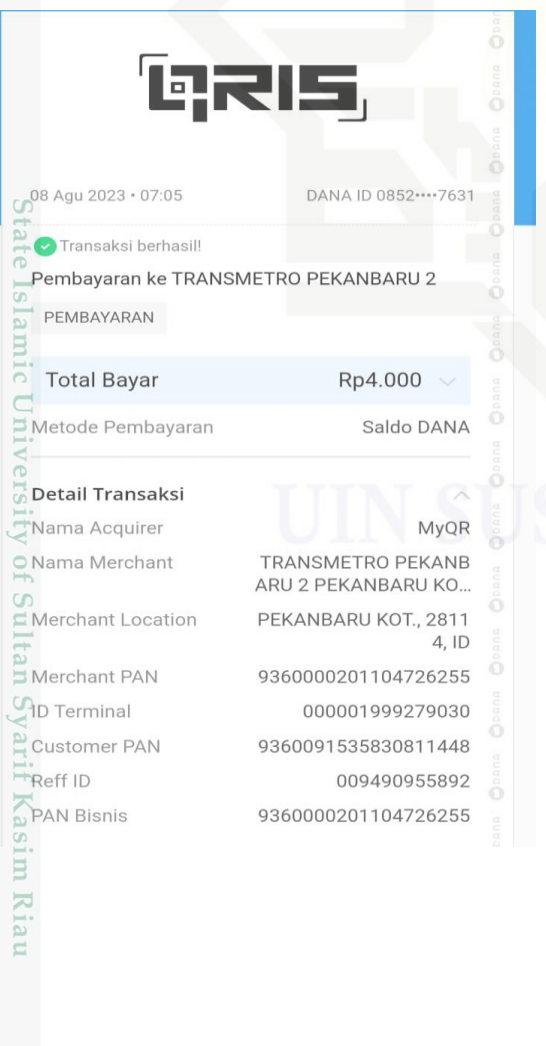 QRIS
08 Agu 2023 • 07:05 DANA ID 0852••••7631
Transaksi berhasil!
Pembayaran ke TRANSMETRO PEKANBARU 2
PEMBAYARAN
Total Bayar Rp4.000
Metode Pembayaran Saldo DANA
Detail Transaksi
Nama Acquirer MyQR
Nama Merchant TRANSMETRO PEKANB
ARU 2 PEKANBARU KO...
Merchant Location PEKANBARU KOT., 2811
4, ID
Merchant PAN 9360000201104726255
ID Terminal 000001999279030
Customer PAN 9360091535830811448
Reff ID 009490955892
PAN Bisnis 9360000201104726255
State Islamic University of Sultan Syarif Kasim Riau
UIN SUS
DANA